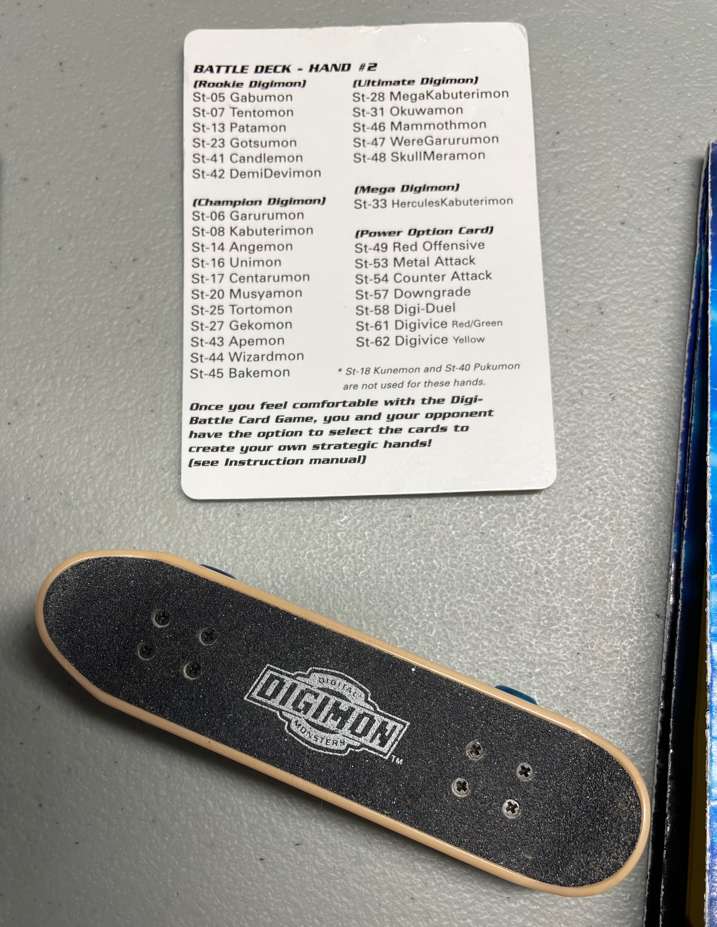 BATTLE DECK - HAND #2
(Rookie Digimon)
St-05 Gabumon
St-07 Tentomon
St-13 Patamon
St-23 Gotsumon
St-41 Candlemon
St-42 DemiDevimon
(Champion Digimon)
St-06 Garurumon
St-08 Kabuterimon
St-14 Angemon
St-16 Unimon
St-17 Centarumon
St-20 Musyamon
St-25 Tortomon
St-27 Gekomon
St-43 Apemon
St-44 Wizardmon
St-45 Bakemon
(Ultimate Digimon)
St-28 MegaKabuterimon
St-31 Okuwamon
St-46 Mammothmon
St-47 WereGarurumon
St-48 SkullMeramon
(Mega Digimon)
St-33 HerculesKabuterimon
(Power Option Card)
St-49 Red Offensive
St-53 Metal Attack
St-54 Counter Attack
St-57 Downgrade
St-58 Digi-Duel
St-61 Digivice Red/Green
St-62 Digivice Yellow
* St-18 Kunemon and St-40 Pukumon
are not used for these hands.
Once you feel comfortable with the Digi-
Battle Card Game, you and your opponent
have the option to select the cards to
create your own strategic hands!
(see Instruction manual)
DIGITAL
DIGIMON
MONSTERS
TM